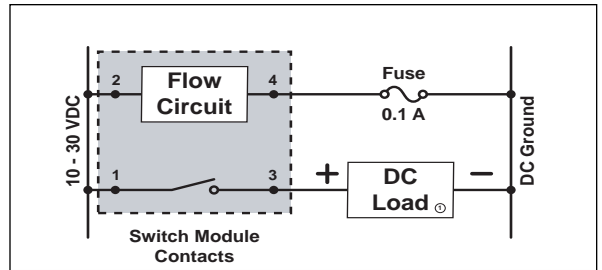 2
Flow
Circuit
4
Fuse
0.1 A
10 - 30 VDC
DC Ground
1
3
+
DC
Load ①
−
Switch Module
Contacts